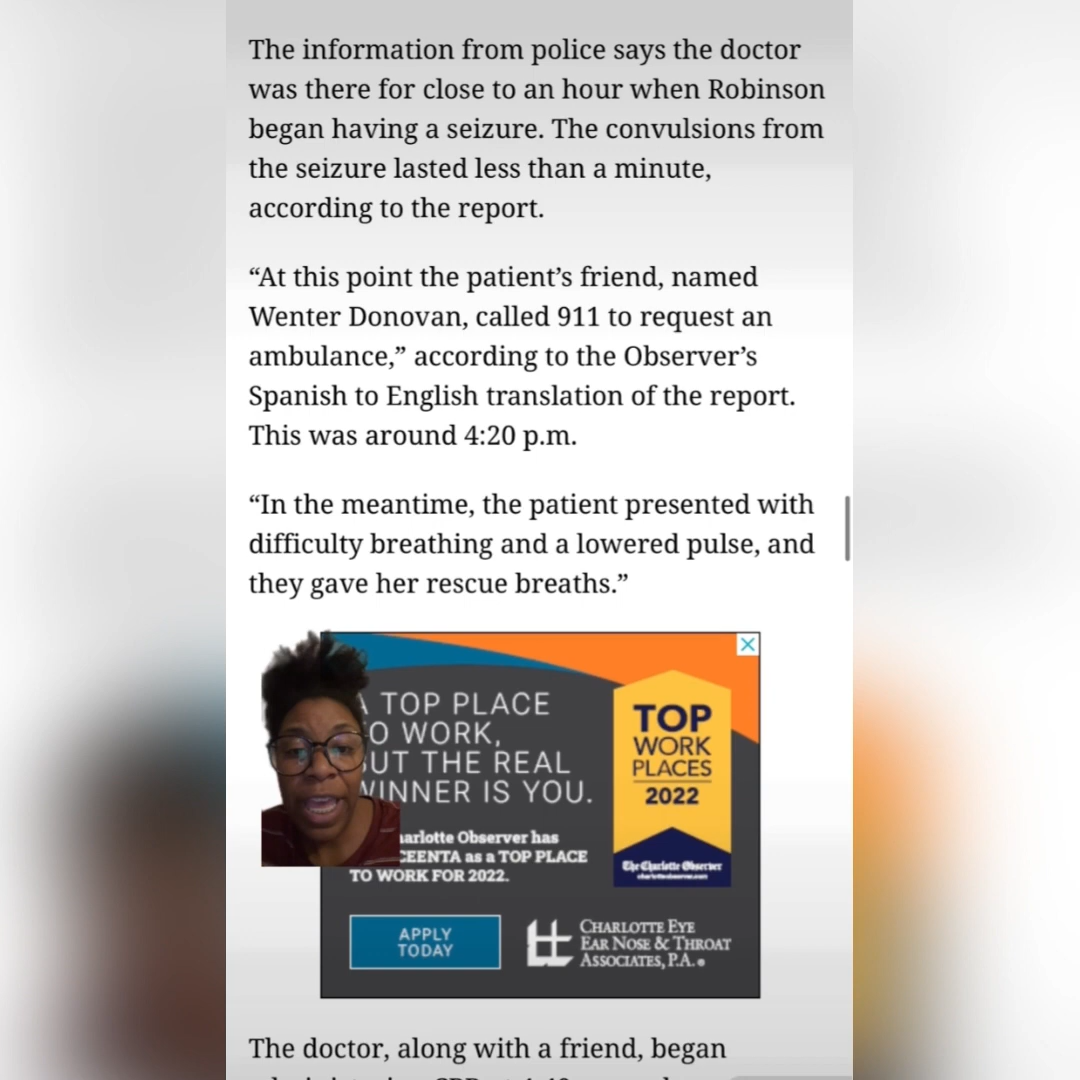 The information from police says the doctor
was there for close to an hour when Robinson
began having a seizure. The convulsions from
the seizure lasted less than a minute,
according to the report.
“At this point the patient’s friend, named
Wenter Donovan, called 911 to request an
ambulance,” according to the Observer’s
Spanish to English translation of the report.
This was around 4:20 p.m.
“In the meantime, the patient presented with
difficulty breathing and a lowered pulse, and
they gave her rescue breaths.”
A TOP PLACE
TO WORK,
BUT THE REAL
WINNER IS YOU.
Charlotte Observer has
CEENTA as a TOP PLACE
TO WORK FOR 2022.
APPLY
TODAY
TOP
WORK
PLACES
2022
The Charlotte Observer
charlotteobserver.com
CHARLOTTE EYE
EAR NOSE & THROAT
ASSOCIATES, P.A.
The doctor, along with a friend, began